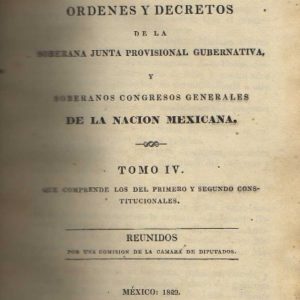 ORDENES Y DECRETOS
DE LA
SOBERANA JUNTA PROVISIONAL GUBERNATIVA,
Y
SOBERANOS CONGRESOS GENERALES
DE LA NACION MEXICANA.
TOMO IV.
QUE COMPRENDE LOS DEL PRIMERO Y SEGUNDO CONS-
TITUCIONALES.
REUNIDOS
POR UNA COMISION DE LA CAMARA DE DIPUTADOS.
MÉXICO: 1829.